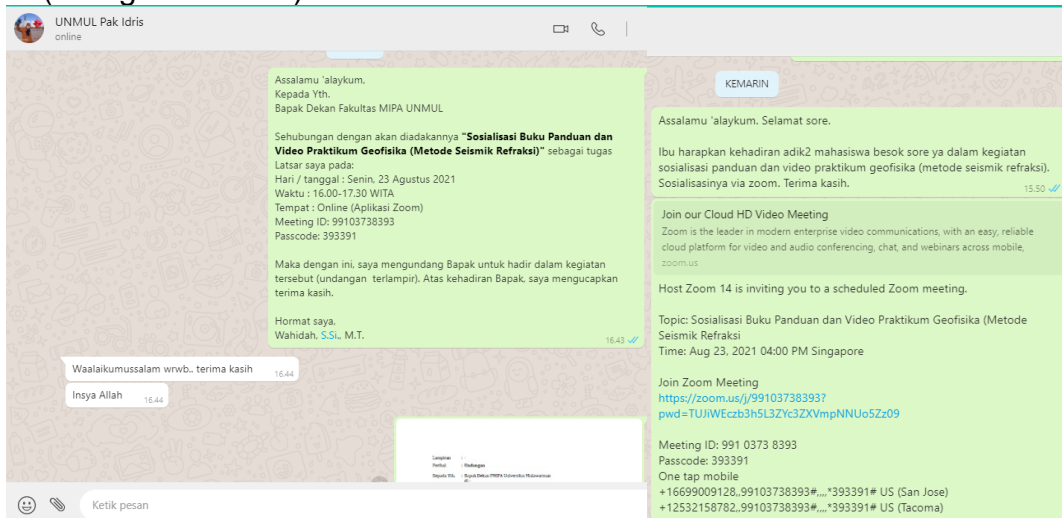 UNMUL Pak Idris
online
Assalamu 'alaykum.
Kepada Yth.
Bapak Dekan Fakultas MIPA UNMUL
Sehubungan dengan akan diadakannya "Sosialisasi Buku Panduan dan
Video Praktikum Geofisika (Metode Seismik Refraksi)" sebagai tugas
Latsar saya pada:
Hari / tanggal : Senin, 23 Agustus 2021
Waktu : 16.00-17.30 WITA
Tempat : Online (Aplikasi Zoom)
Meeting ID: 99103738393
Passcode: 393391
Maka dengan ini, saya mengundang Bapak untuk hadir dalam kegiatan
tersebut (undangan terlampir). Atas kehadiran Bapak, saya mengucapkan
terima kasih.
Hormat saya,
Wahidah, S.Si., M.T.
16.43
Waalaikumussalam wrwb.. terima kasih
16.44
Insya Allah
16.44
Lampiran : -
Perihal : Undangan
Kepada Yth. : Bapak Dekan FMIPA Universitas Mulawarman
Ketik pesan
KEMARIN
Assalamu 'alaykum. Selamat sore.
Ibu harapkan kehadiran adik2 mahasiswa besok sore ya dalam kegiatan
sosialisasi panduan dan video praktikum geofisika (metode seismik refraksi).
Sosialisasinya via zoom. Terima kasih.
15.50
Join our Cloud HD Video Meeting
Zoom is the leader in modern enterprise video communications, with an easy, reliable
cloud platform for video and audio conferencing, chat, and webinars across mobile,
zoom.us
Host Zoom 14 is inviting you to a scheduled Zoom meeting.
Topic: Sosialisasi Buku Panduan dan Video Praktikum Geofisika (Metode
Seismik Refraksi
Time: Aug 23, 2021 04:00 PM Singapore
Join Zoom Meeting
https://zoom.us/j/99103738393?
pwd=TUJiWEczb3h5L3ZYc3ZXVmpNNUo5Zz09
Meeting ID: 991 0373 8393
Passcode: 393391
One tap mobile
+16699009128,,99103738393#,,,,*393391# US (San Jose)
+12532158782,,99103738393#,,,,*393391# US (Tacoma)